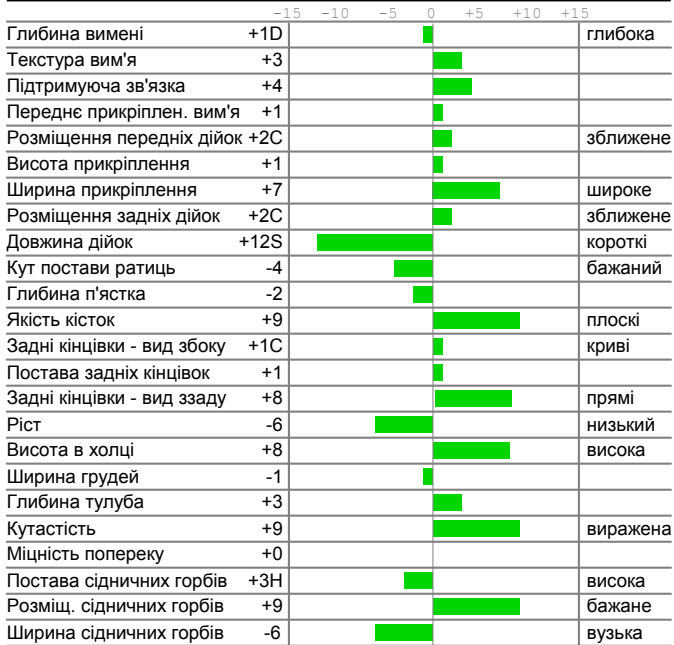 -15 -10 -5 0 +5 +10 +15
Глибина вимені +1D глибока
Текстура вим'я +3
Підтримуюча зв'язка +4
Переднє прикріплен. вим'я +1
Розміщення передніх дійок +2C зближене
Висота прикріплення +1
Ширина прикріплення +7 широке
Розміщення задніх дійок +2C зближене
Довжина дійок +12S короткі
Кут постави ратиць -4 бажаний
Глибина п'ястка -2
Якість кісток +9 плоскі
Задні кінцівки - вид збоку +1C криві
Постава задніх кінцівок +1
Задні кінцівки - вид ззаду +8 прямі
Ріст -6 низький
Висота в холці +8 висока
Ширина грудей -1
Глибина тулуба +3
Кутастість +9 виражена
Міцність попереку +0
Постава сідничних горбів +3H висока
Розміщ. сідничних горбів +9 бажане
Ширина сідничних горбів -6 вузька